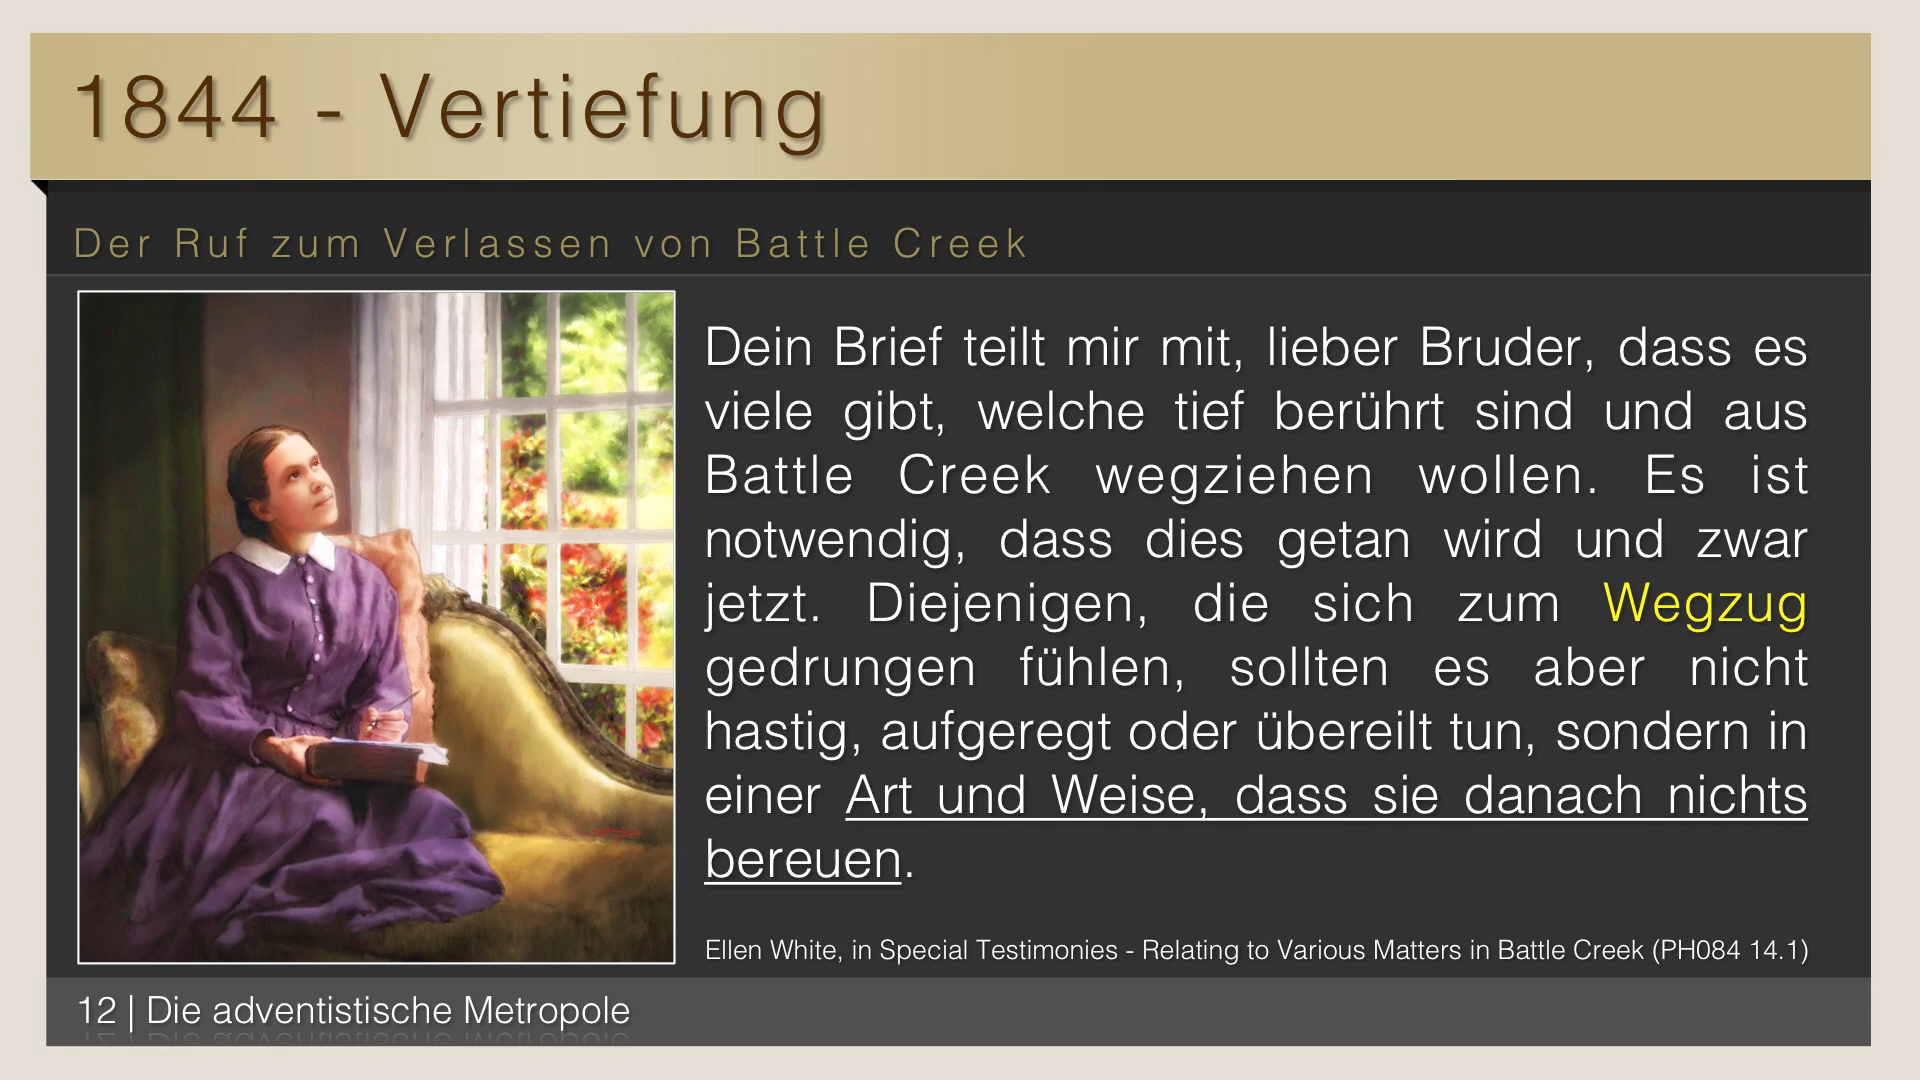 1844 - Vertiefung
Der Ruf zum Verlassen von Battle Creek
Dein Brief teilt mir mit, lieber Bruder, dass es
viele gibt, welche tief berührt sind und aus
Battle Creek wegziehen wollen. Es ist
notwendig, dass dies getan wird und zwar
jetzt. Diejenigen, die sich zum Wegzug
gedrungen fühlen, sollten es aber nicht
hastig, aufgeregt oder übereilt tun, sondern in
einer Art und Weise, dass sie danach nichts
bereuen.
Ellen White, in Special Testimonies - Relating to Various Matters in Battle Creek (PH084 14.1)
12 | Die adventistische Metropole